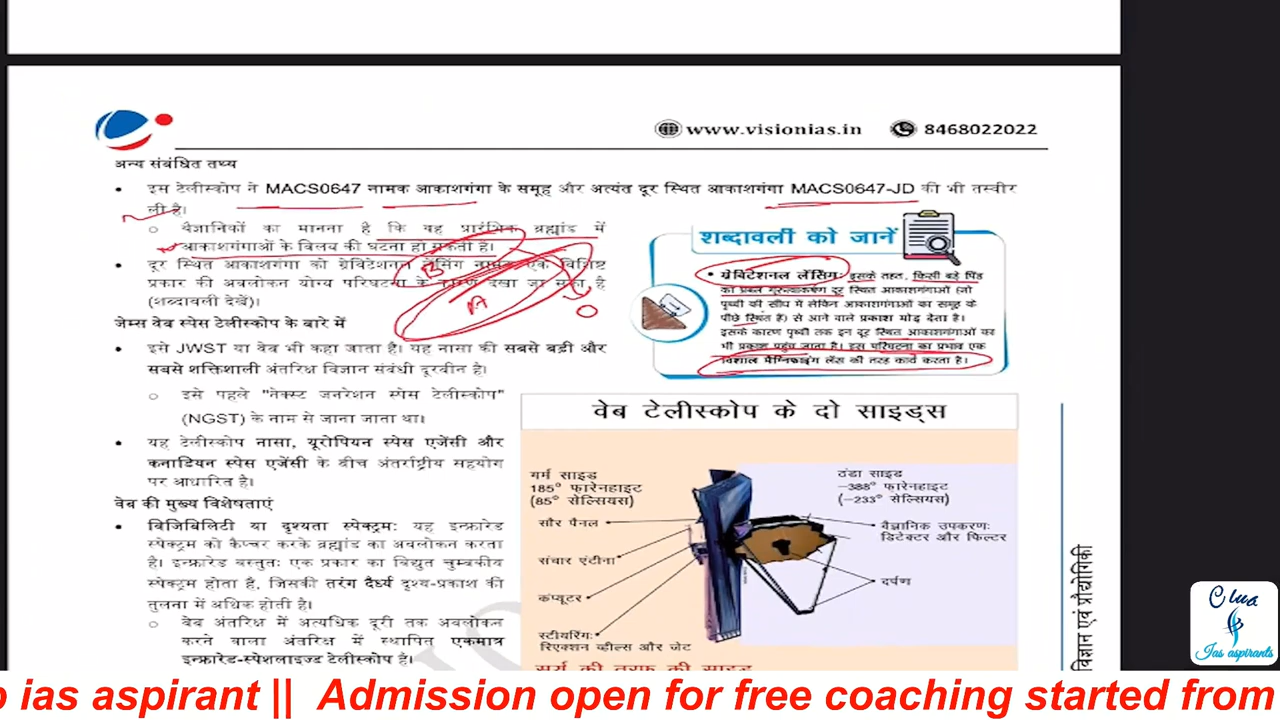 www.visionias.in 8468022022
अन्य संबंधित तथ्य
• इस टेलीस्कोप ने MACS0647 नामक आकाशगंगा के समूह और अत्यंत दूर स्थित आकाशगंगा MACS0647-JD की भी तस्वीर
ली है।
○ वैज्ञानिकों का मानना है कि यह प्रारंभिक ब्रह्मांड में
आकाशगंगाओं के विलय की घटना हो सकती है।
• दूर स्थित आकाशगंगा को ग्रेविटेशनल लेंसिंग नामक एक विशिष्ट
प्रकार की अवलोकन योग्य परिघटना के कारण देखा जा सका है
(शब्दावली देखें)।
B
A
शब्दावली को जानें
• ग्रेविटेशनल लेंसिंग: इसके तहत, किसी बड़े पिंड
का प्रबल गुरुत्वाकर्षण दूर स्थित आकाशगंगाओं (जो
पृथ्वी की सीध में लेकिन आकाशगंगाओं का समूह के
पीछे स्थित हैं) से आने वाले प्रकाश मोड़ देता है।
इसके कारण पृथ्वी तक इन दूर स्थित आकाशगंगाओं का
भी प्रकाश पहुंच जाता है। इस परिघटना का प्रभाव एक
विशाल मैग्निफाइंग लेंस की तरह कार्य करता है।
जेम्स वेब स्पेस टेलीस्कोप के बारे में
• इसे JWST या वेब भी कहा जाता है। यह नासा की सबसे बड़ी और
सबसे शक्तिशाली अंतरिक्ष विज्ञान संबंधी दूरबीन है।
○ इसे पहले "नेक्स्ट जनरेशन स्पेस टेलीस्कोप"
(NGST) के नाम से जाना जाता था।
• यह टेलीस्कोप नासा, यूरोपियन स्पेस एजेंसी और
कनाडियन स्पेस एजेंसी के बीच अंतर्राष्ट्रीय सहयोग
पर आधारित है।
वेब की मुख्य विशेषताएं
• विजिबिलिटी या दृश्यता स्पेक्ट्रम: यह इन्फ्रारेड
स्पेक्ट्रम को कैप्चर करके ब्रह्मांड का अवलोकन करता
है। इन्फ्रारेड वस्तुतः एक प्रकार का विद्युत चुम्बकीय
स्पेक्ट्रम होता है, जिसकी तरंग दैर्ध्य दृश्य-प्रकाश की
तुलना में अधिक होती है।
○ वेब अंतरिक्ष में अत्यधिक दूरी तक अवलोकन
करने वाला अंतरिक्ष में स्थापित एकमात्र
इन्फ्रारेड-स्पेशलाइज्ड टेलीस्कोप है।
वेब टेलीस्कोप के दो साइड्स
गर्म साइड
185° फ़ारेनहाइट
(85° सेल्सियस)
सौर पैनल
संचार एंटीना
कंप्यूटर
स्टीयरिंग:
रिएक्शन व्हील्स और जेट
सूर्य की तरफ की साइड
ठंडा साइड
–388° फ़ारेनहाइट
(–233° सेल्सियस)
वैज्ञानिक उपकरण:
डिटेक्टर और फिल्टर
दर्पण
विज्ञान एवं प्रौद्योगिकी
Ias aspirants
ias aspirant || Admission open for free coaching started from